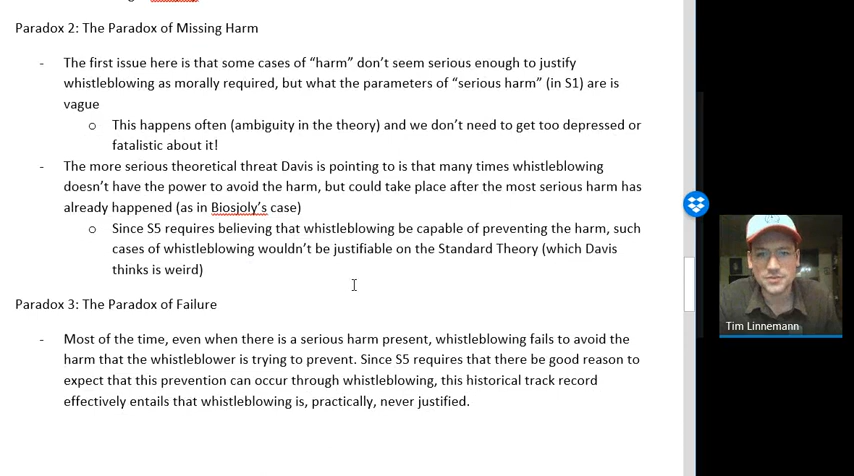 Paradox 2: The Paradox of Missing Harm
- The first issue here is that some cases of “harm” don’t seem serious enough to justify
whistleblowing as morally required, but what the parameters of “serious harm” (in S1) are is
vague
o This happens often (ambiguity in the theory) and we don’t need to get too depressed or
fatalistic about it!
- The more serious theoretical threat Davis is pointing to is that many times whistleblowing
doesn’t have the power to avoid the harm, but could take place after the most serious harm has
already happened (as in Biosjoly’s case)
o Since S5 requires believing that whistleblowing be capable of preventing the harm, such
cases of whistleblowing wouldn’t be justifiable on the Standard Theory (which Davis
thinks is weird)
Paradox 3: The Paradox of Failure
- Most of the time, even when there is a serious harm present, whistleblowing fails to avoid the
harm that the whistleblower is trying to prevent. Since S5 requires that there be good reason to
expect that this prevention can occur through whistleblowing, this historical track record
effectively entails that whistleblowing is, practically, never justified.
Tim Linnemann